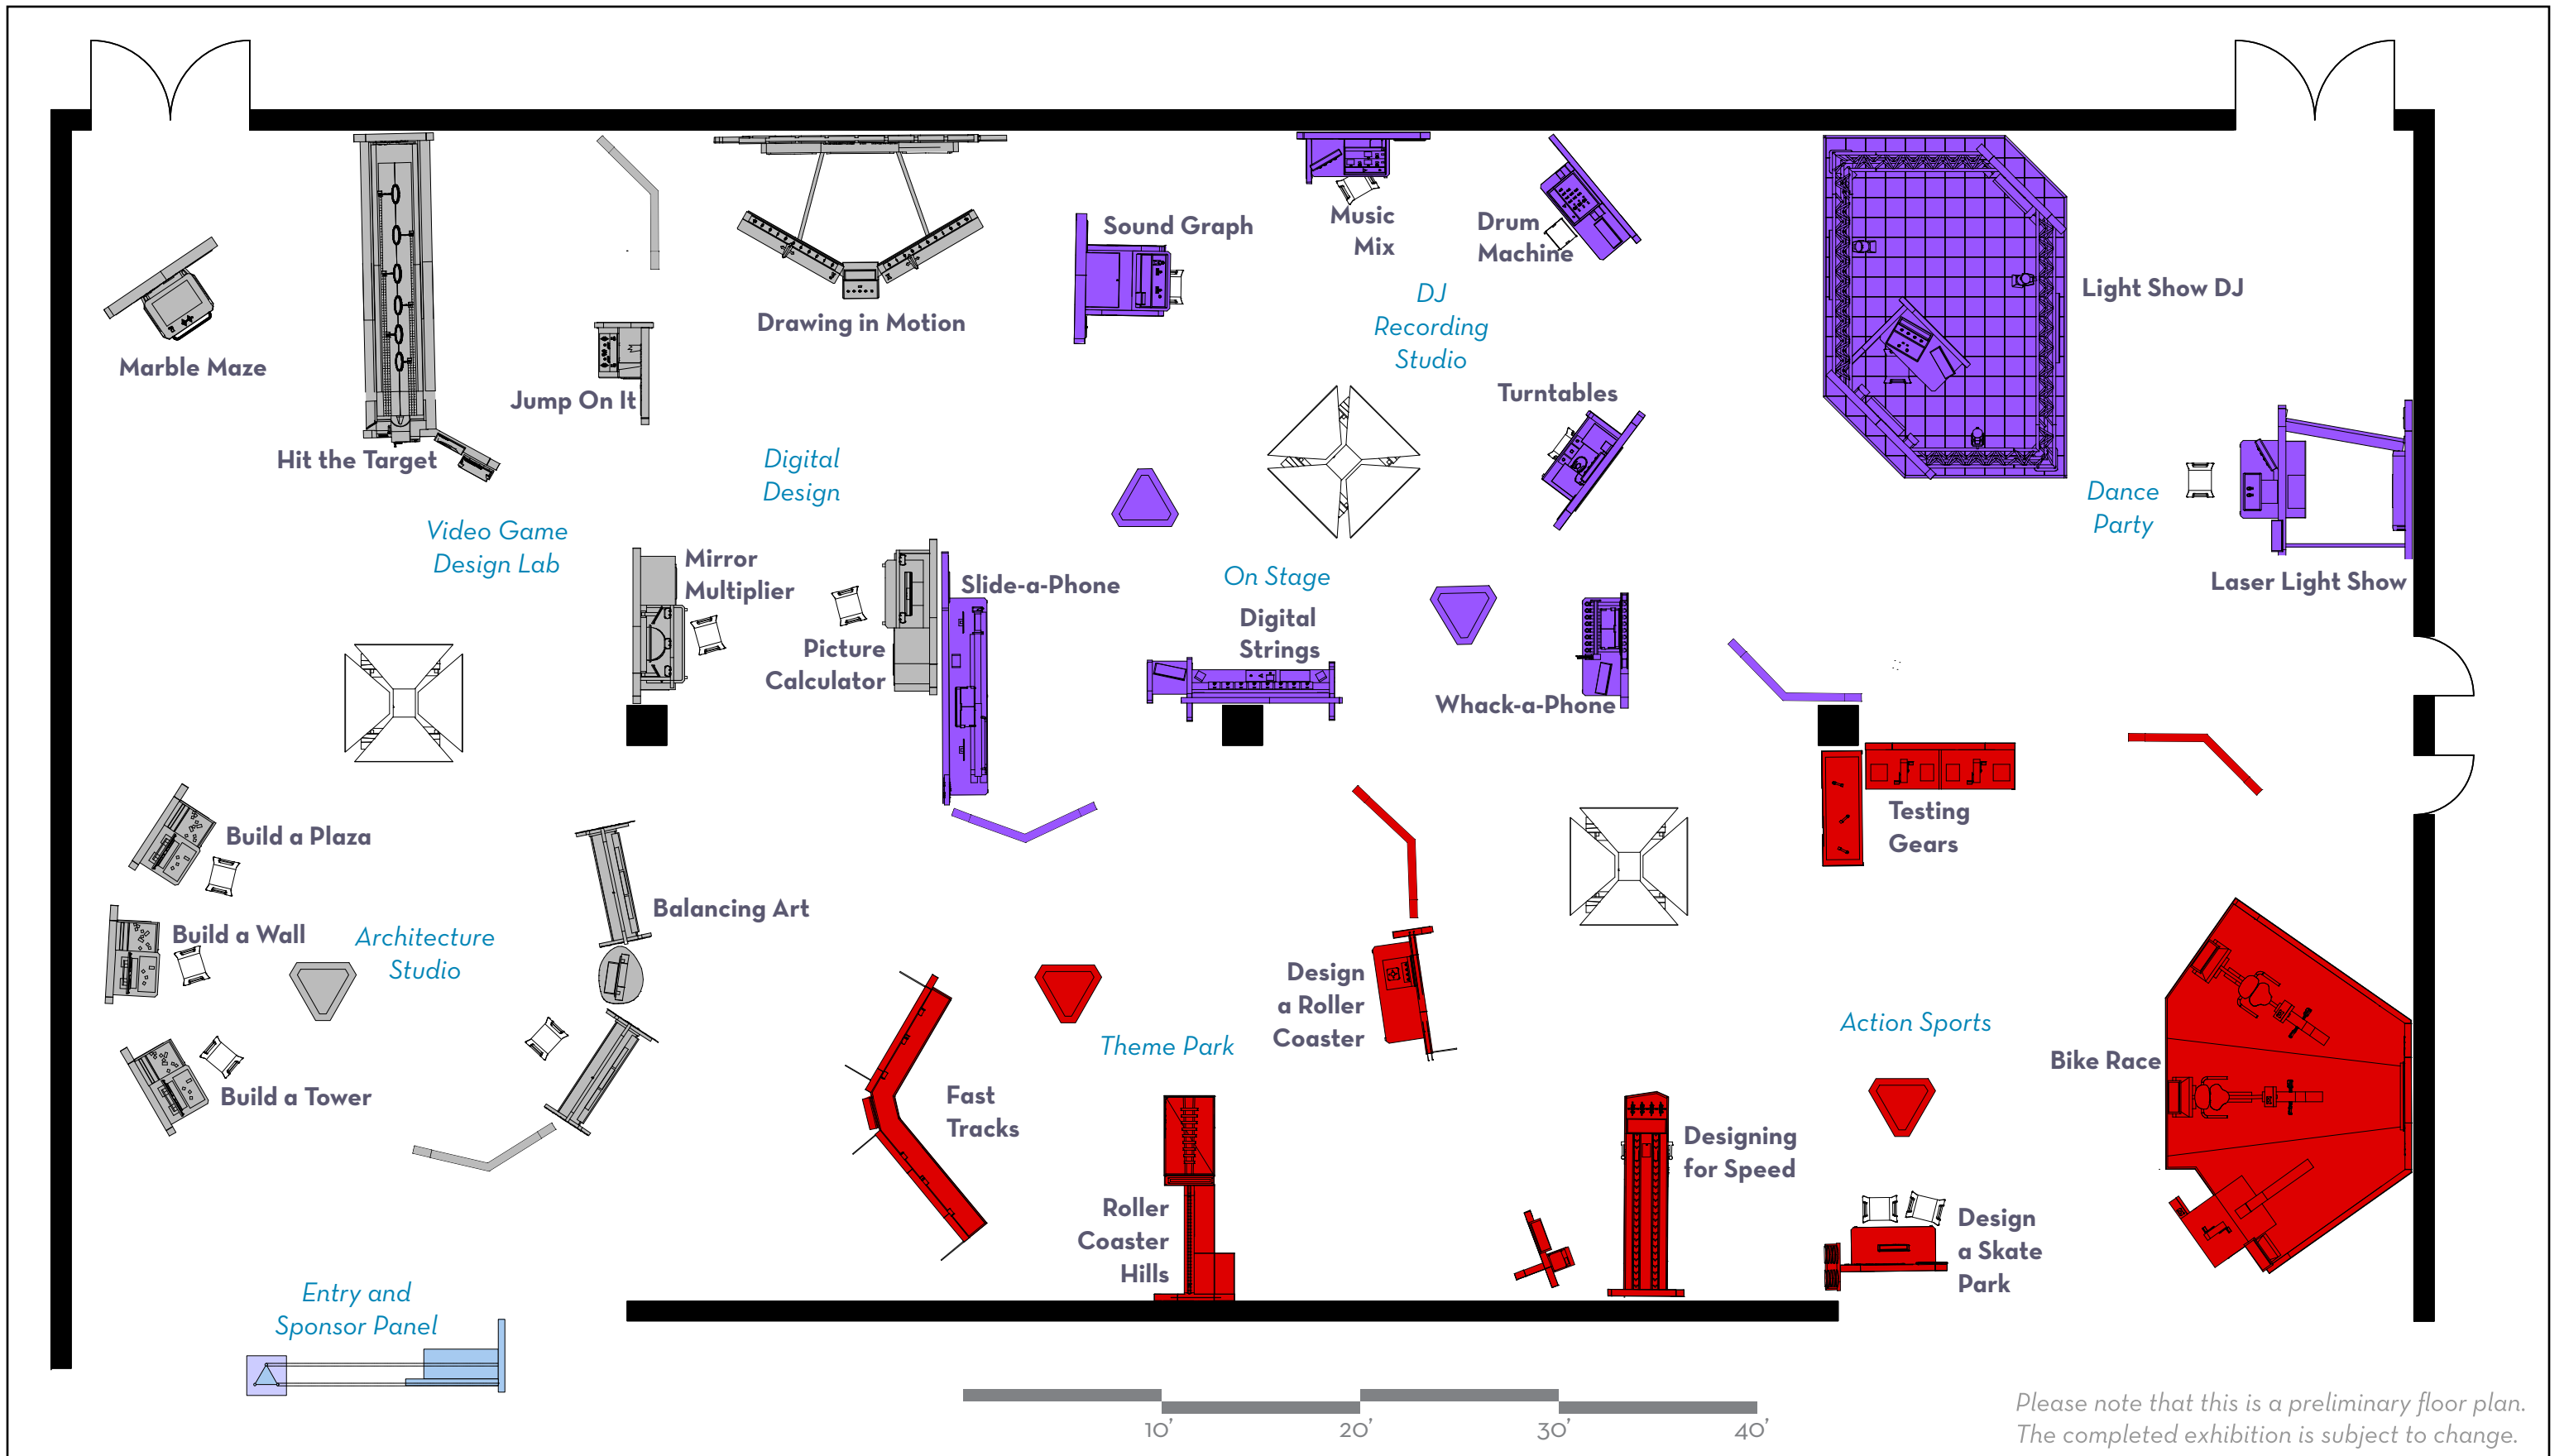 Music
Mix
Drum
Machine
Sound Graph
Light Show DJ
DJ
Recording
Studio
Drawing in Motion
Marble Maze
Jump On It
Turntables
Hit the Target
Digital
Design
Dance
Party
Video Game
Design Lab
Mirror
Multiplier
Slide-a-Phone
On Stage
Laser Light Show
Digital
Strings
Picture
Calculator
Whack-a-Phone
Testing
Gears
Build a Plaza
Balancing Art
Build a Wall
Architecture
Studio
Design
a Roller
Coaster
Action Sports
Theme Park
Bike Race
Build a Tower
Fast
Tracks
Designing
for Speed
Roller
Coaster
Hills
Design
a Skate
Park
Entry and
Sponsor Panel
10’ 20’ 30’ 40’
Please note that this is a preliminary floor plan.
The completed exhibition is subject to change.